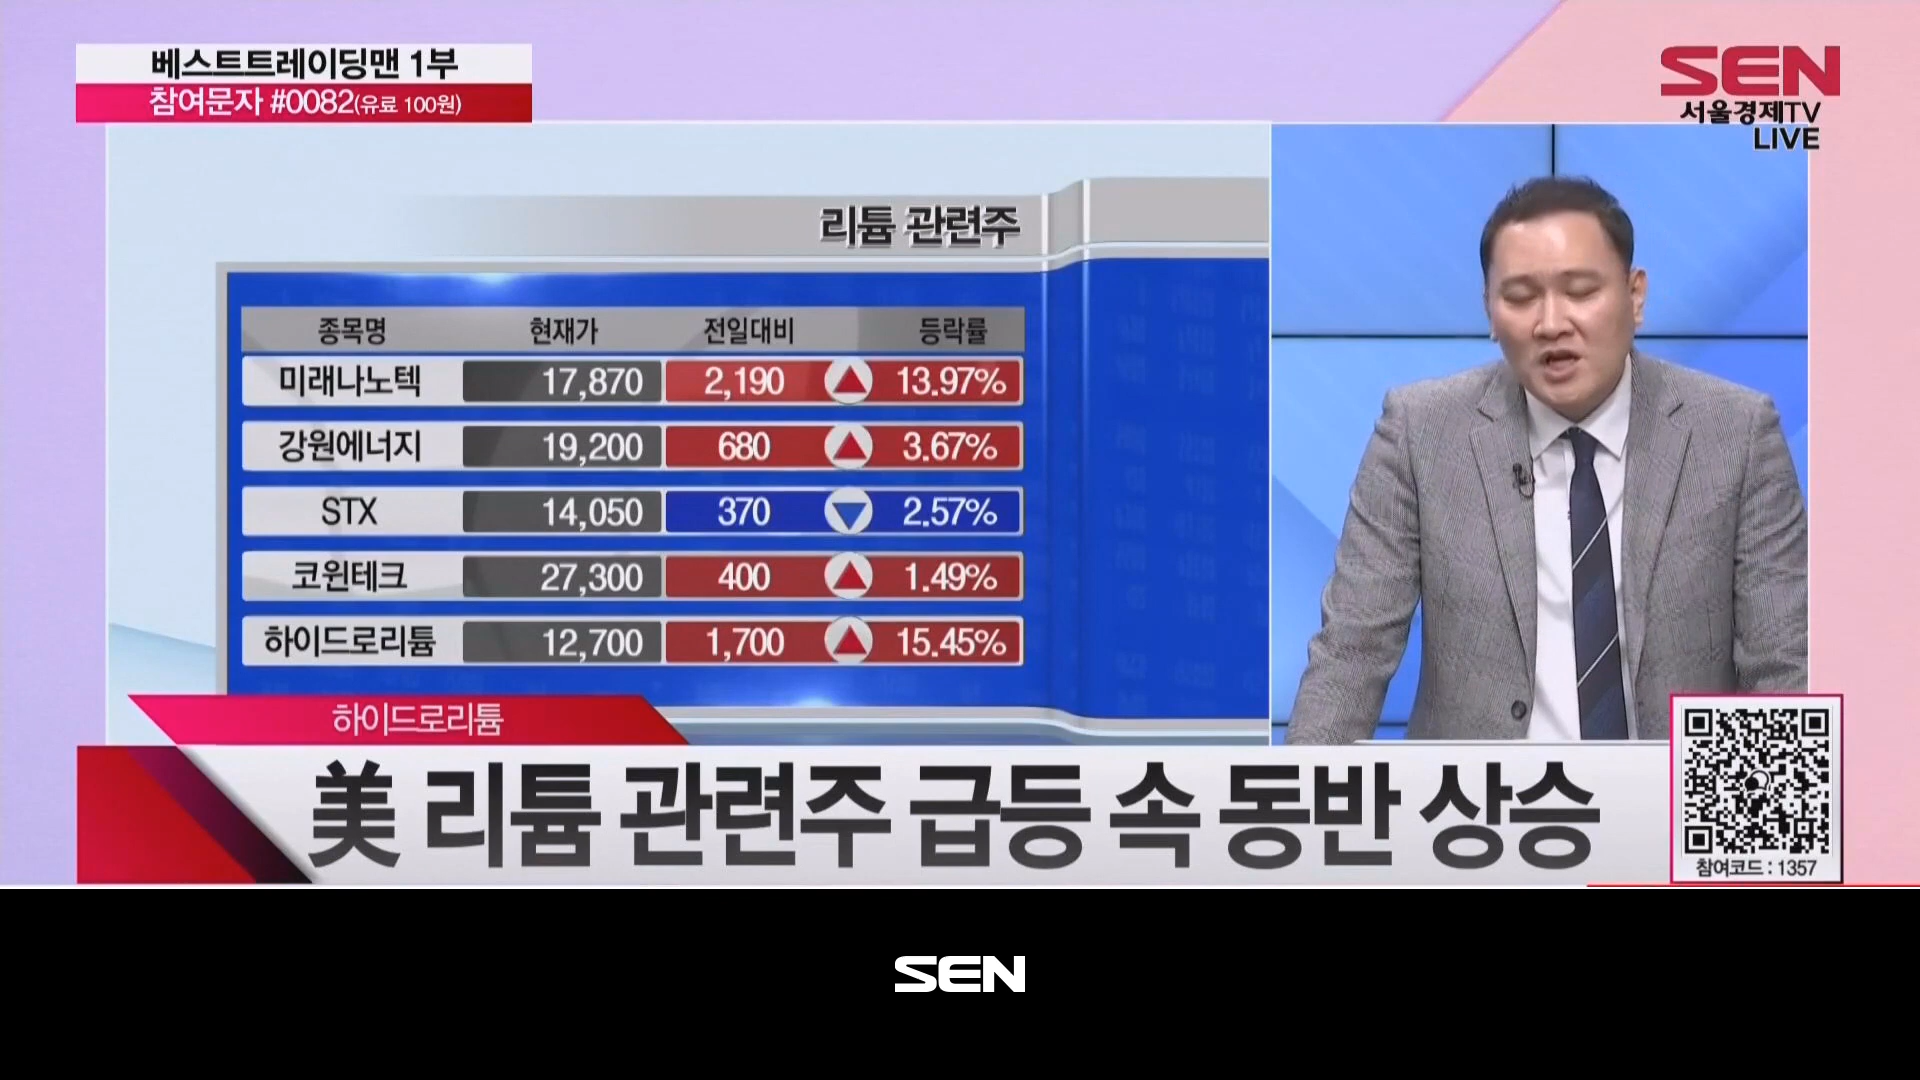 베스트트레이딩맨 1부
참여문자 #0082(유료 100원)
SEN
서울경제TV
LIVE
리튬 관련주
종목명 현재가 전일대비 등락률
미래나노텍 17,870 2,190 ▲ 13.97%
강원에너지 19,200 680 ▲ 3.67%
STX 14,050 370 ▼ 2.57%
코윈테크 27,300 400 ▲ 1.49%
하이드로리튬 12,700 1,700 ▲ 15.45%
하이드로리튬
美 리튬 관련주 급등 속 동반 상승
참여코드 : 1357
SEN